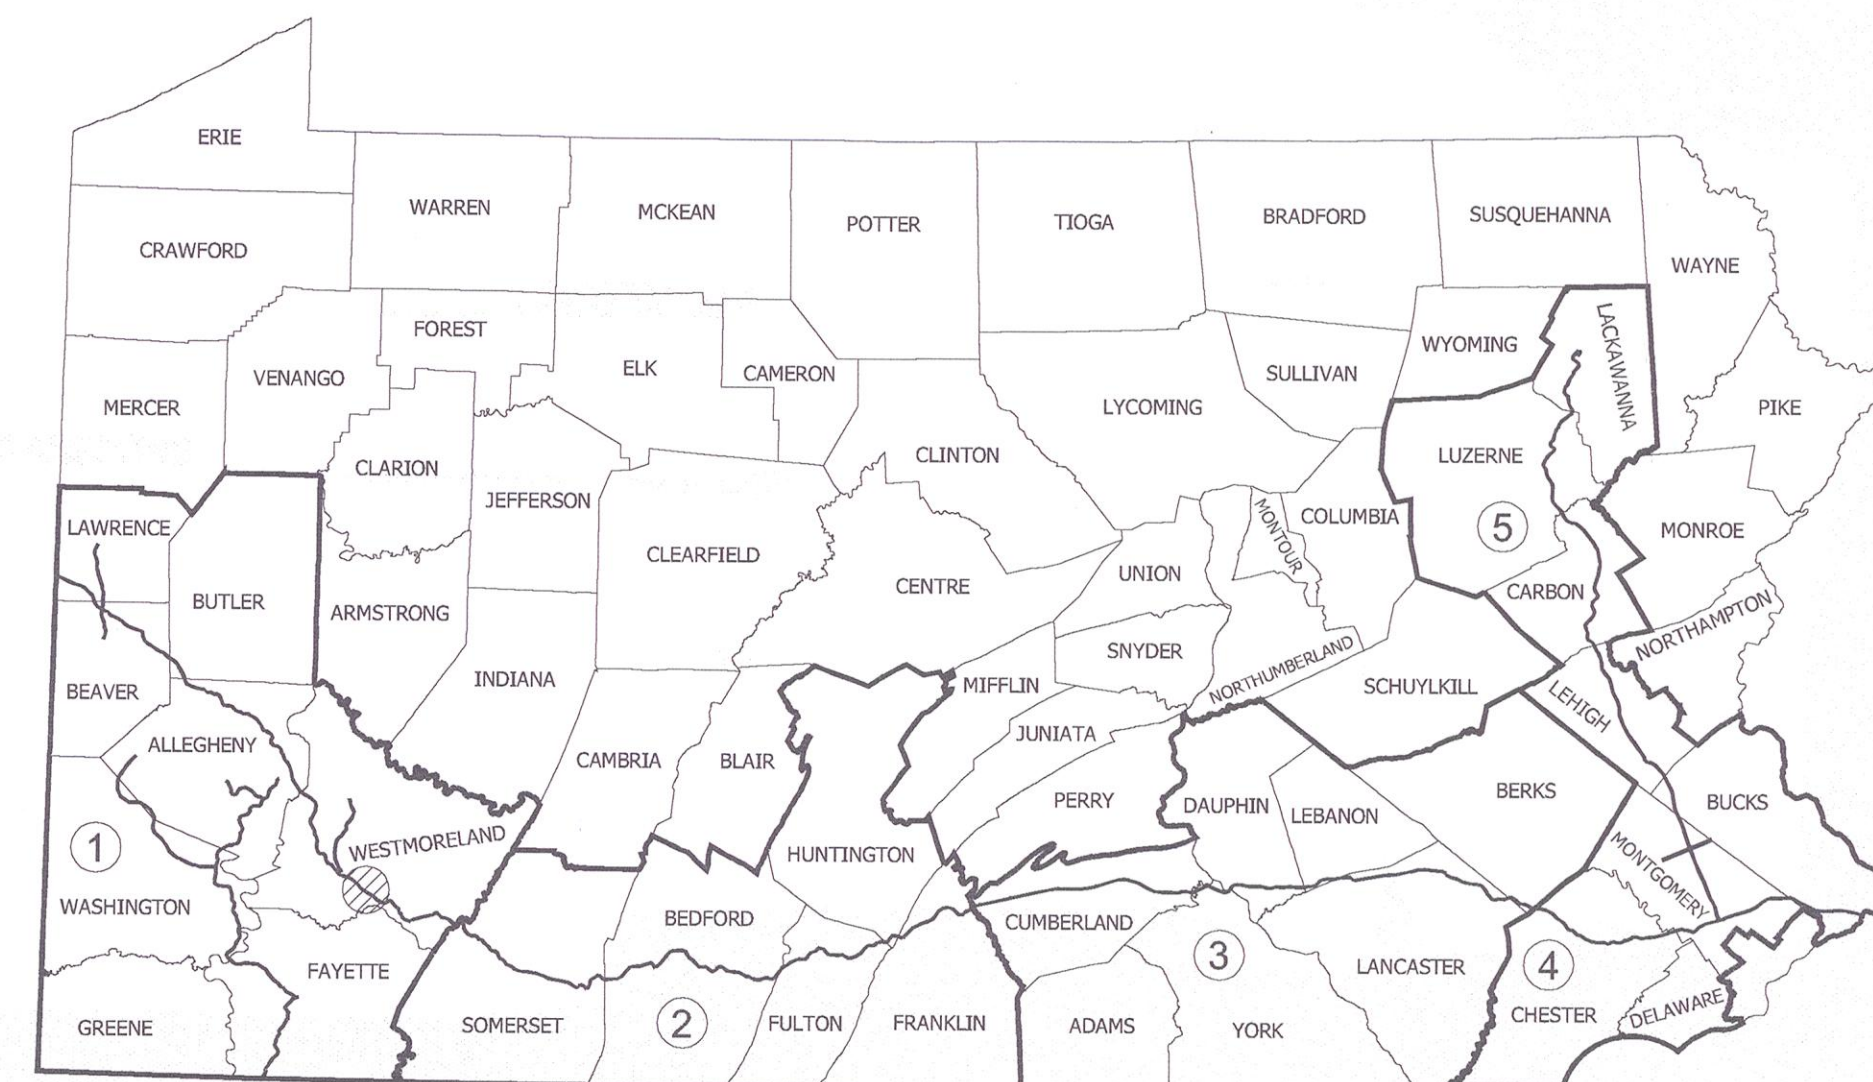 ERIE
WARREN
MCKEAN
POTTER
TIOGA
BRADFORD
SUSQUEHANNA
WAYNE
CRAWFORD
FOREST
WYOMING
LACKAWANNA
MERCER
VENANGO
ELK
CAMERON
LYCOMING
SULLIVAN
PIKE
CLARION
JEFFERSON
CLINTON
LUZERNE
5
LAWRENCE
BUTLER
ARMSTRONG
CLEARFIELD
CENTRE
UNION
MONTOUR
COLUMBIA
MONROE
CARBON
NORTHAMPTON
BEAVER
INDIANA
SNYDER
NORTHUMBERLAND
SCHUYLKILL
LEHIGH
ALLEGHENY
CAMBRIA
BLAIR
MIFFLIN
JUNIATA
PERRY
DAUPHIN
LEBANON
BERKS
BUCKS
1
WESTMORELAND
HUNTINGTON
MONTGOMERY
WASHINGTON
BEDFORD
CUMBERLAND
3
LANCASTER
4
FAYETTE
GREENE
SOMERSET
2
FULTON
FRANKLIN
ADAMS
YORK
CHESTER
DELAWARE